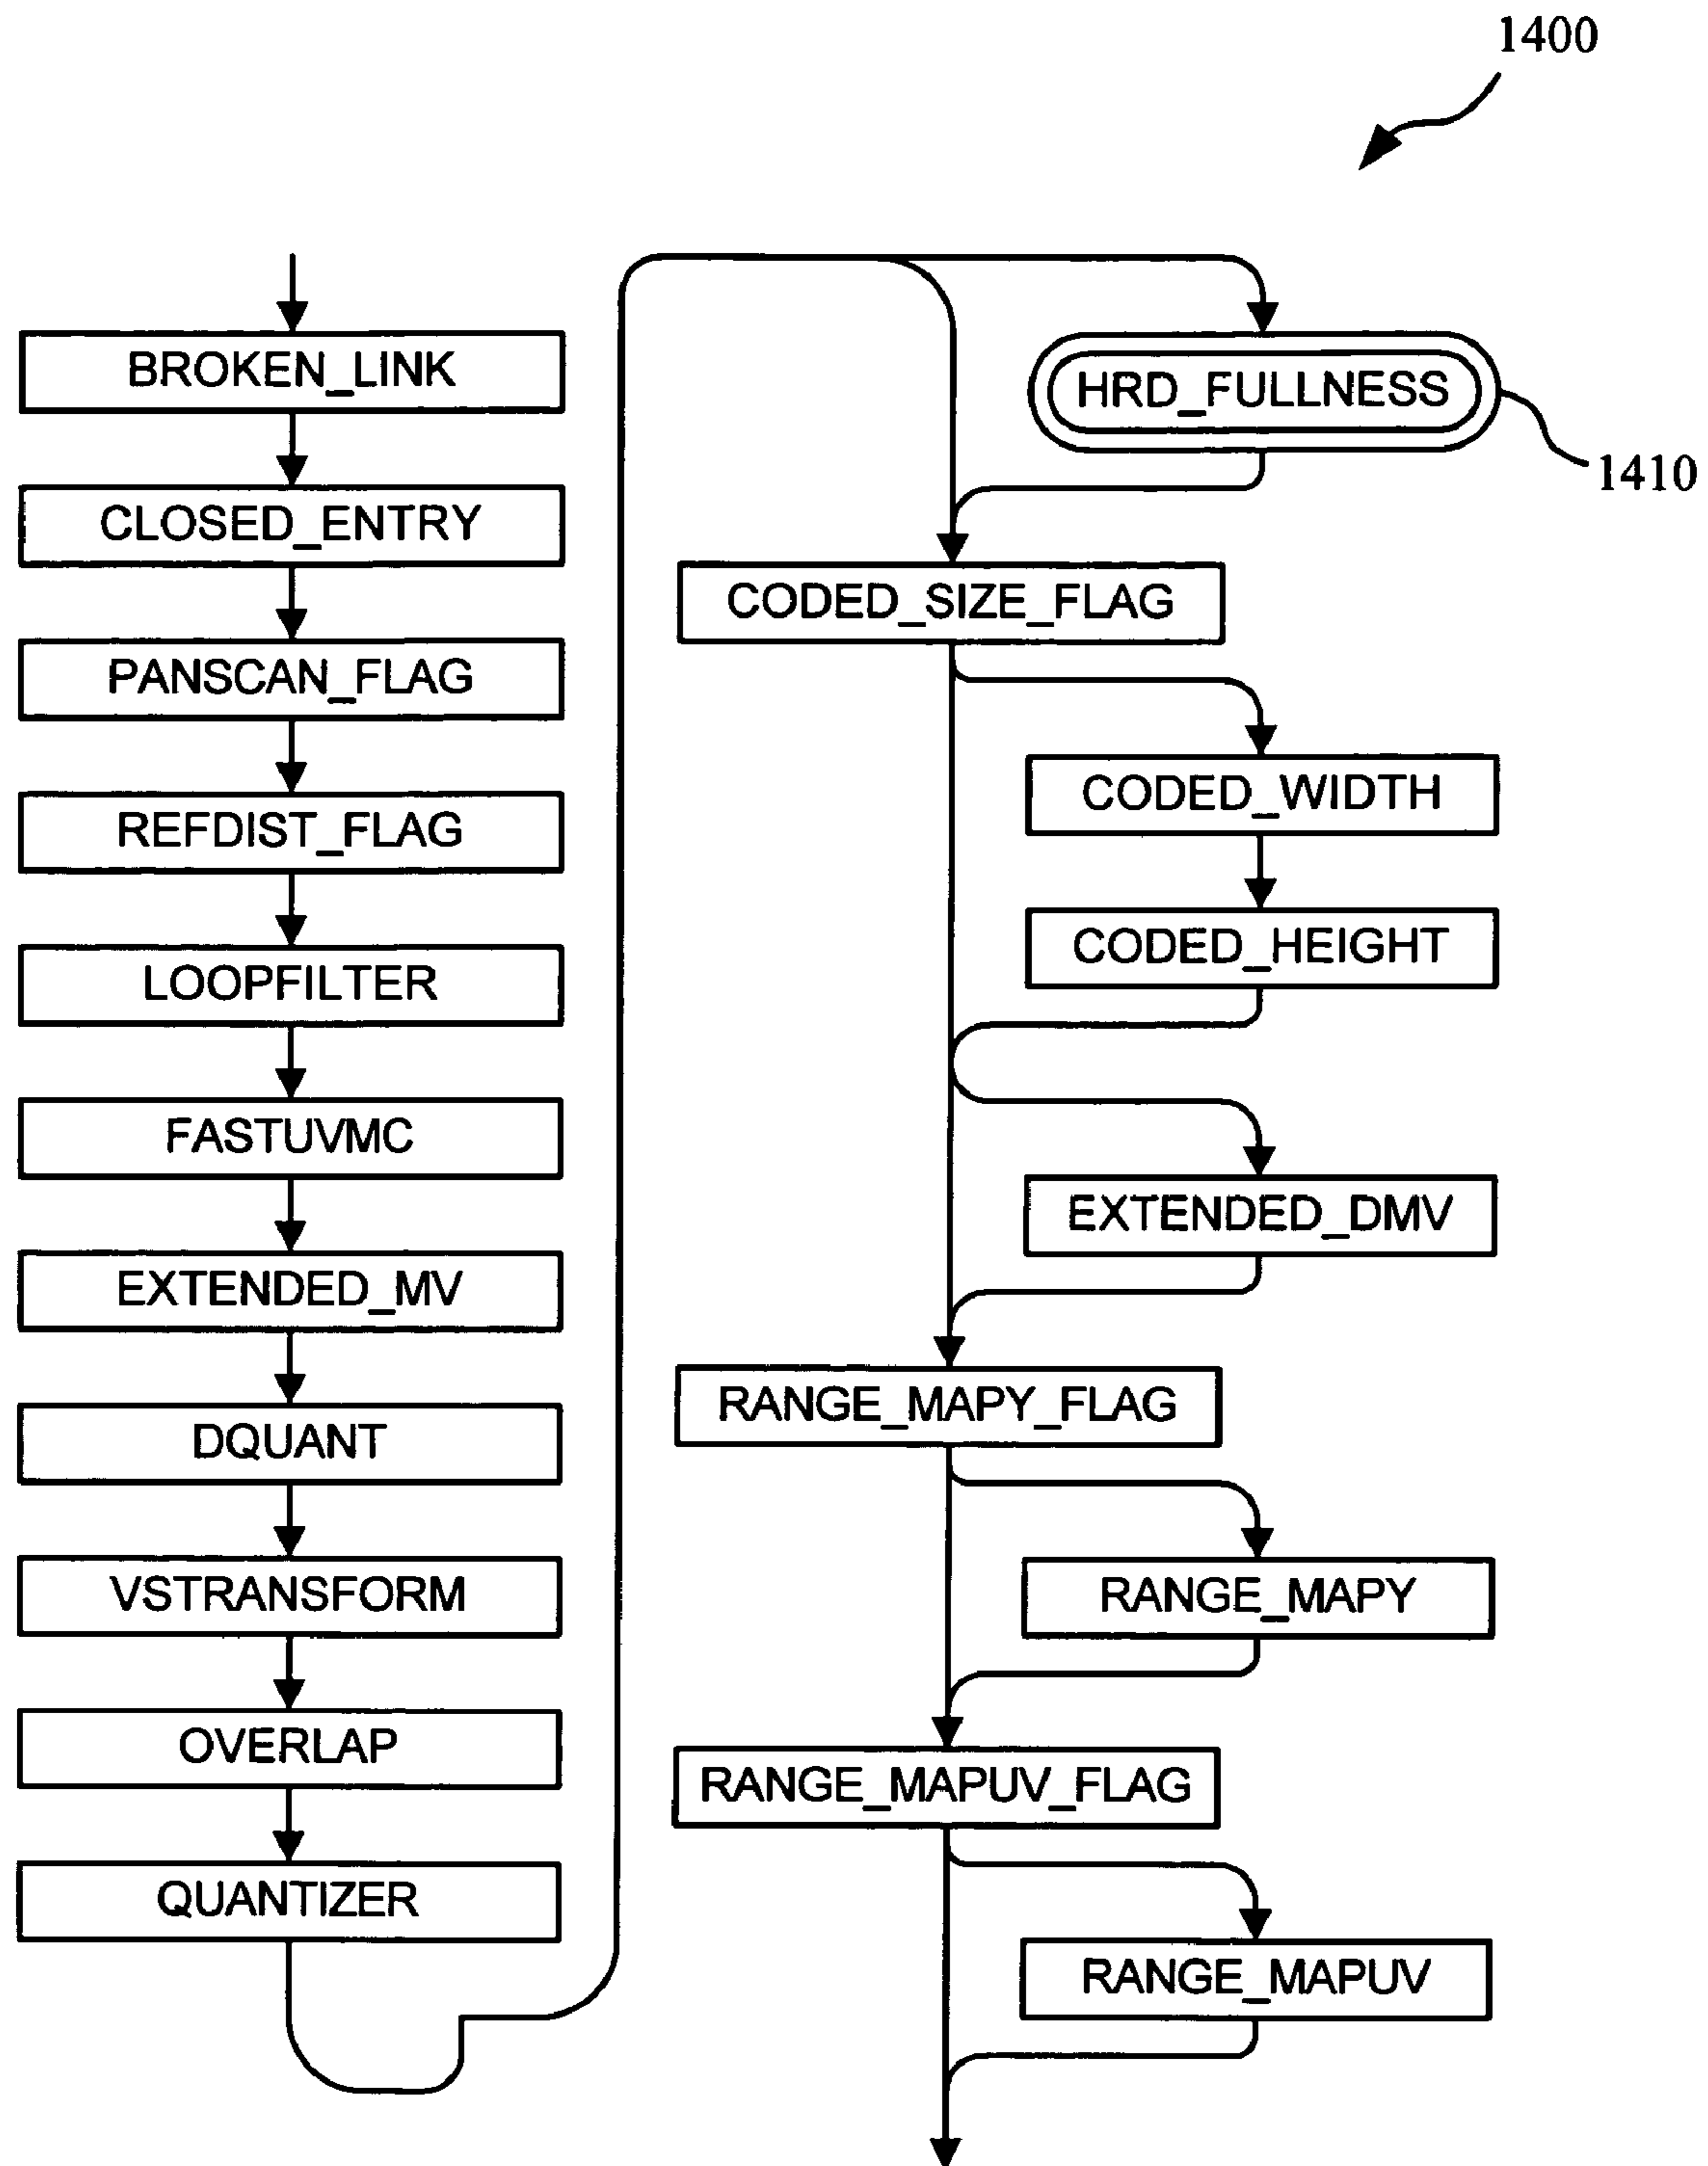 1400
BROKEN_LINK
CLOSED_ENTRY
PANSCAN_FLAG
REFDIST_FLAG
LOOPFILTER
FASTUVMC
EXTENDED_MV
DQUANT
VSTRANSFORM
OVERLAP
QUANTIZER
HRD_FULLNESS
1410
CODED_SIZE_FLAG
CODED_WIDTH
CODED_HEIGHT
EXTENDED_DMV
RANGE_MAPY_FLAG
RANGE_MAPY
RANGE_MAPUV_FLAG
RANGE_MAPUV